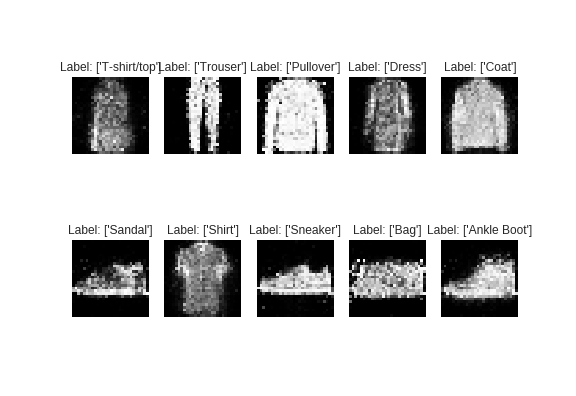 Label: ['T-shirt/top']
Label: ['Trouser']
Label: ['Pullover']
Label: ['Dress']
Label: ['Coat']
Label: ['Sandal']
Label: ['Shirt']
Label: ['Sneaker']
Label: ['Bag']
Label: ['Ankle Boot']